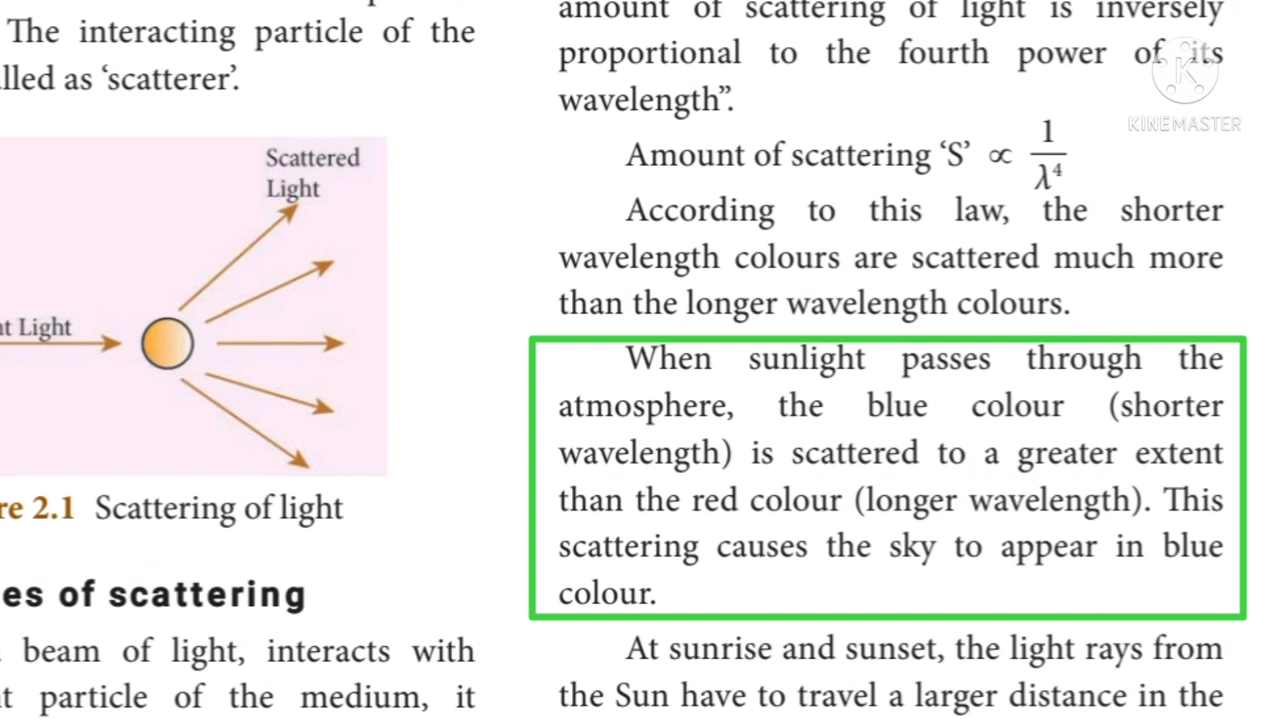 The interacting particle of the
lled as ‘scatterer’.
Scattered
Light
t Light
re 2.1 Scattering of light
es of scattering
beam of light, interacts with
t particle of the medium, it
amount of scattering of light is inversely
proportional to the fourth power of its
wavelength”.
Amount of scattering ‘S’ ∝ 1/λ⁴
According to this law, the shorter
wavelength colours are scattered much more
than the longer wavelength colours.
When sunlight passes through the
atmosphere, the blue colour (shorter
wavelength) is scattered to a greater extent
than the red colour (longer wavelength). This
scattering causes the sky to appear in blue
colour.
At sunrise and sunset, the light rays from
the Sun have to travel a larger distance in the
K
KINEMASTER